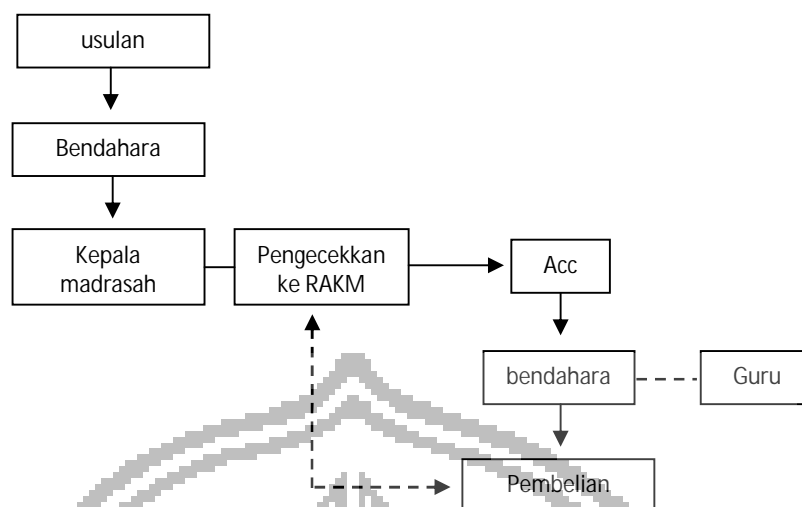 usulan
Bendahara
Kepala
madrasah
Pengecekkan
ke RAKM
Acc
bendahara
Guru
Pembelian